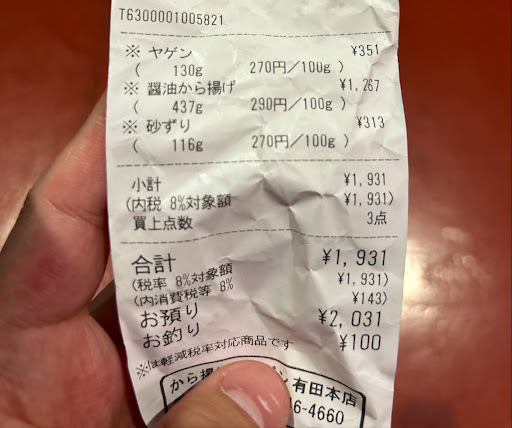 T6300001005821
※ ヤゲン ¥351
( 130g 270円／100g )
※ 醤油から揚げ ¥1,267
( 437g 290円／100g )
※ 砂ずり ¥313
( 116g 270円／100g )
小計 ¥1,931
(内税 8%対象額 ¥1,931)
買上点数 3点
合計 ¥1,931
(税率 8%対象額 ¥1,931)
(内消費税等 8% ¥143)
お預り ¥2,031
お釣り ¥100
※は軽減税率対応商品です
から揚 ン 有田本店
6-4660